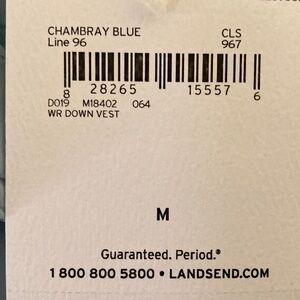 CHAMBRAY BLUE CLS
Line 96 967
8 28265 15557 6
D019 M18402 064
WR DOWN VEST
M
Guaranteed. Period.®
1 800 800 5800 • LANDSEND.COM